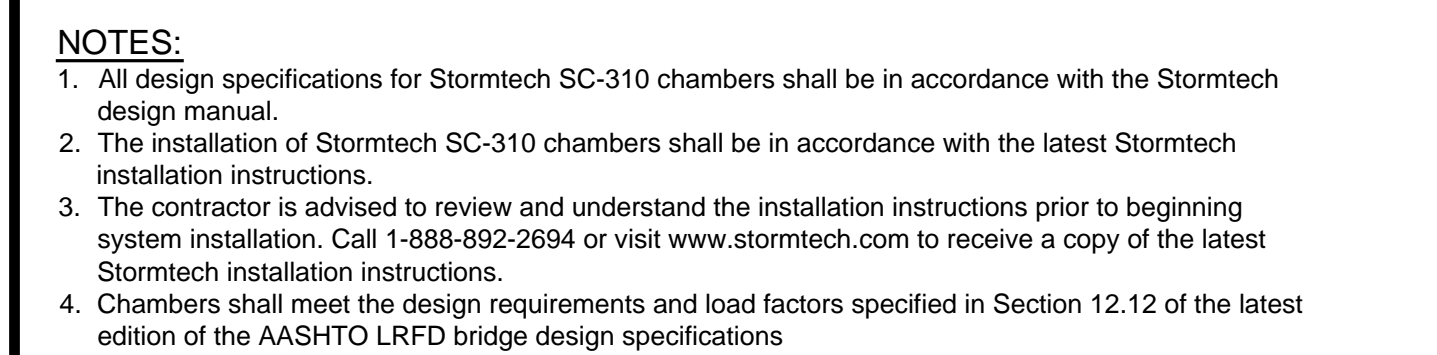 NOTES:
1. All design specifications for Stormtech SC-310 chambers shall be in accordance with the Stormtech
design manual.
2. The installation of Stormtech SC-310 chambers shall be in accordance with the latest Stormtech
installation instructions.
3. The contractor is advised to review and understand the installation instructions prior to beginning
system installation. Call 1-888-892-2694 or visit www.stormtech.com to receive a copy of the latest
Stormtech installation instructions.
4. Chambers shall meet the design requirements and load factors specified in Section 12.12 of the latest
edition of the AASHTO LRFD bridge design specifications